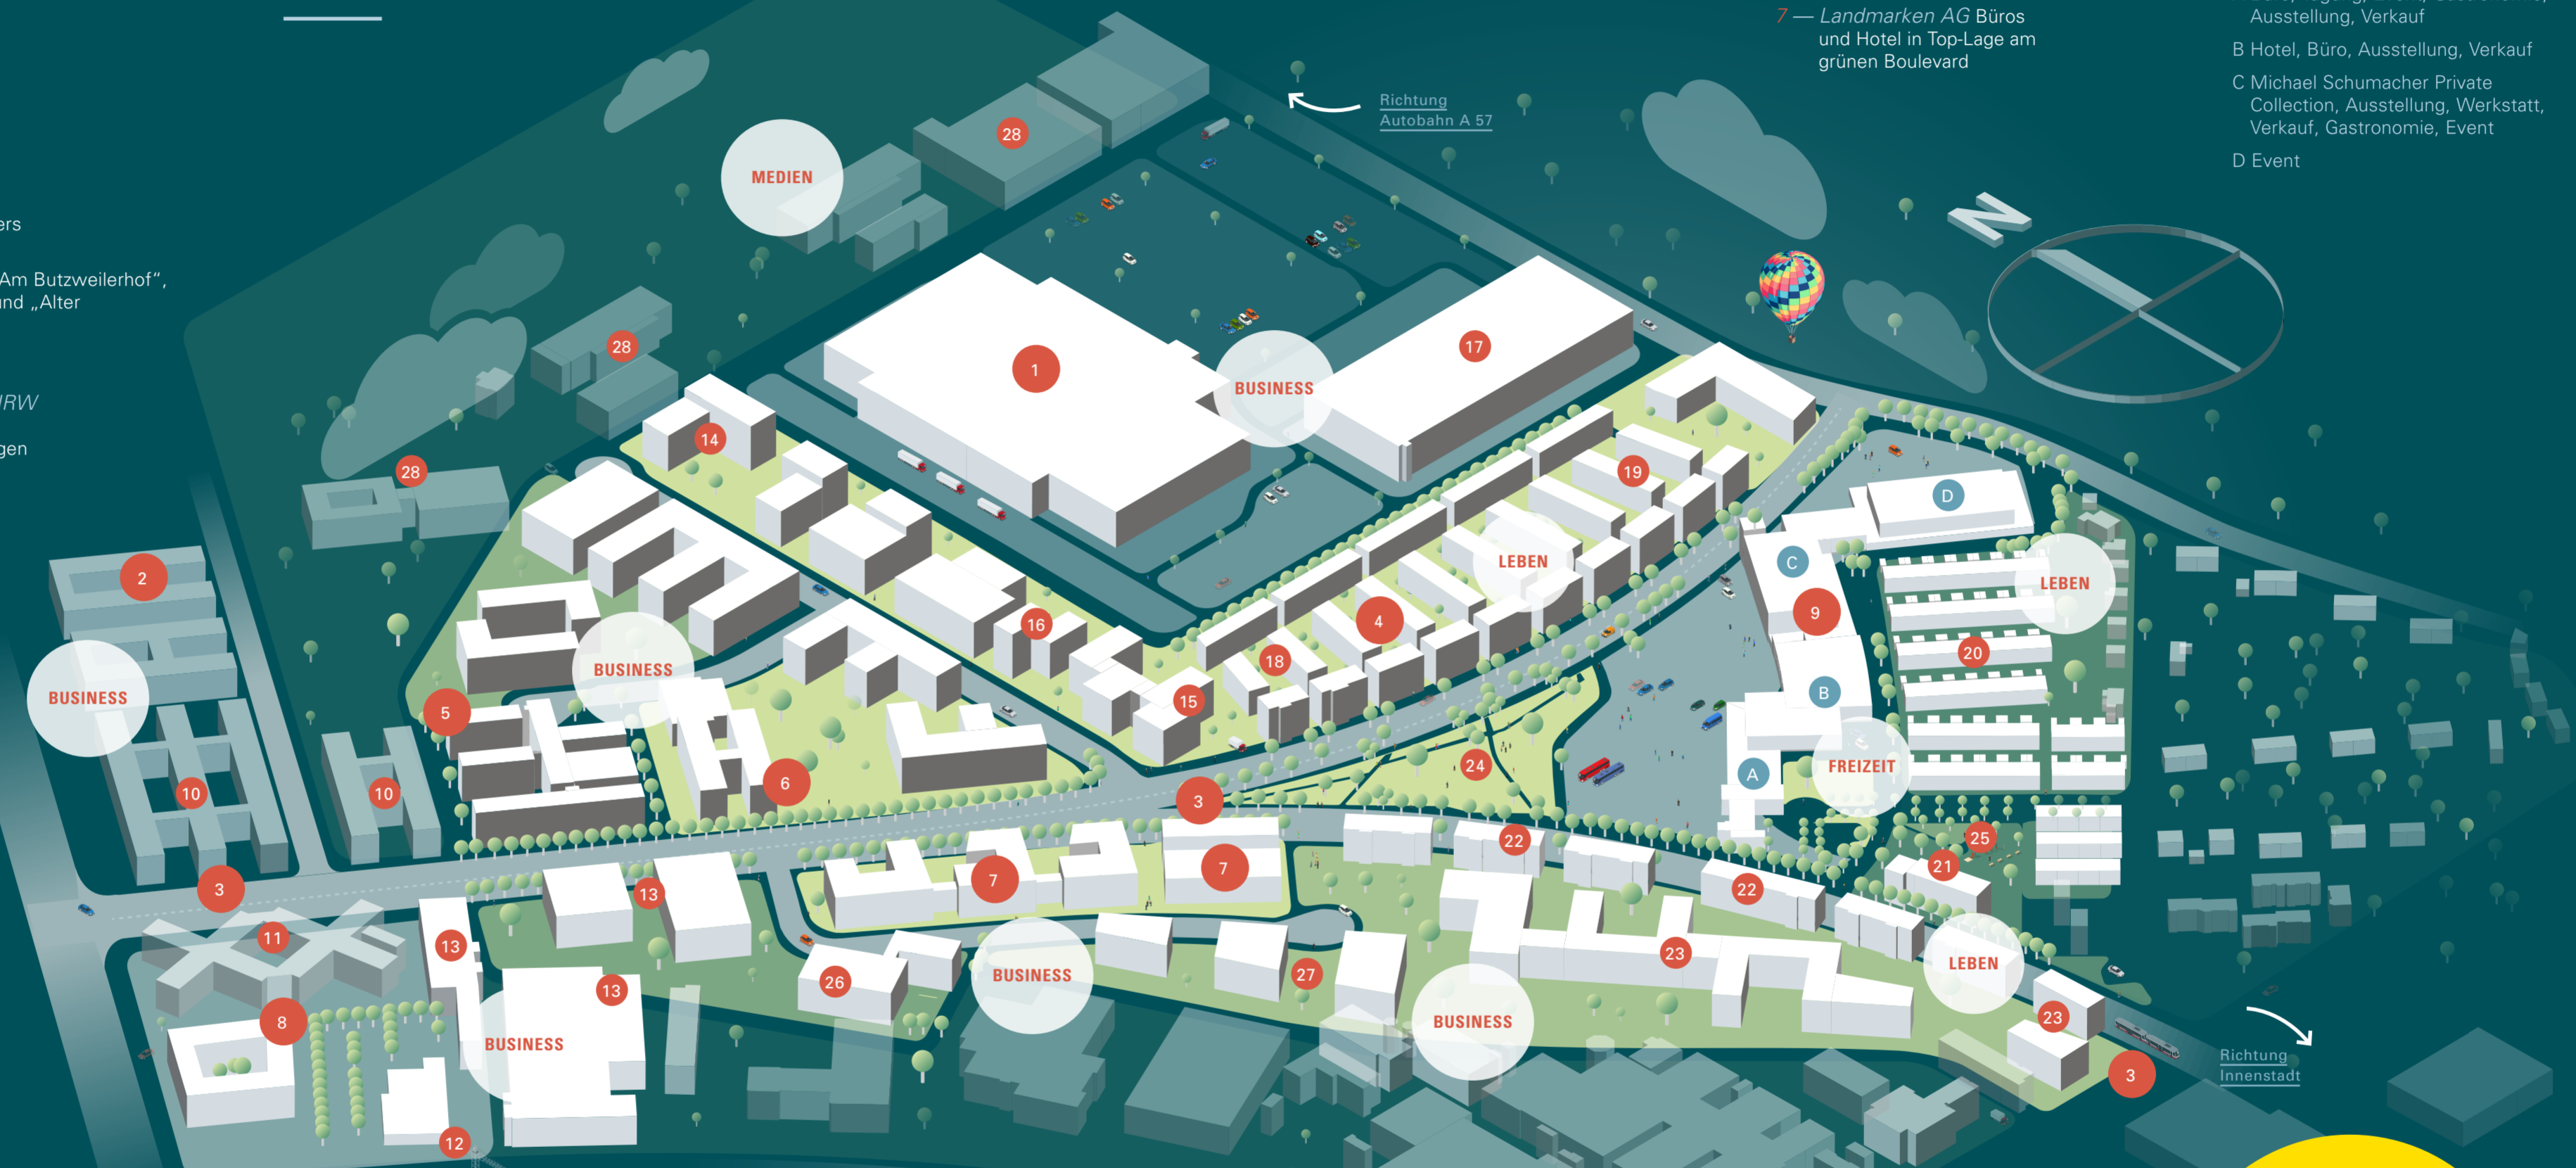 ers
Am Butzweilerhof“,
und „Alter
NRW
gen
7 — Landmarken AG Büros
und Hotel in Top-Lage am
grünen Boulevard
Ausstellung, Verkauf
B Hotel, Büro, Ausstellung, Verkauf
C Michael Schumacher Private
Collection, Ausstellung, Werkstatt,
Verkauf, Gastronomie, Event
D Event
Richtung
Autobahn A 57
N
28
MEDIEN
28
1
17
BUSINESS
14
28
19
D
2
C
LEBEN
LEBEN
9
16
4
20
18
BUSINESS
BUSINESS
15
B
5
24
FREIZEIT
A
6
10
10
3
22
25
21
7
7
22
3
13
11
13
23
LEBEN
BUSINESS
27
26
13
8
BUSINESS
23
BUSINESS
3
12
Richtung
Innenstadt